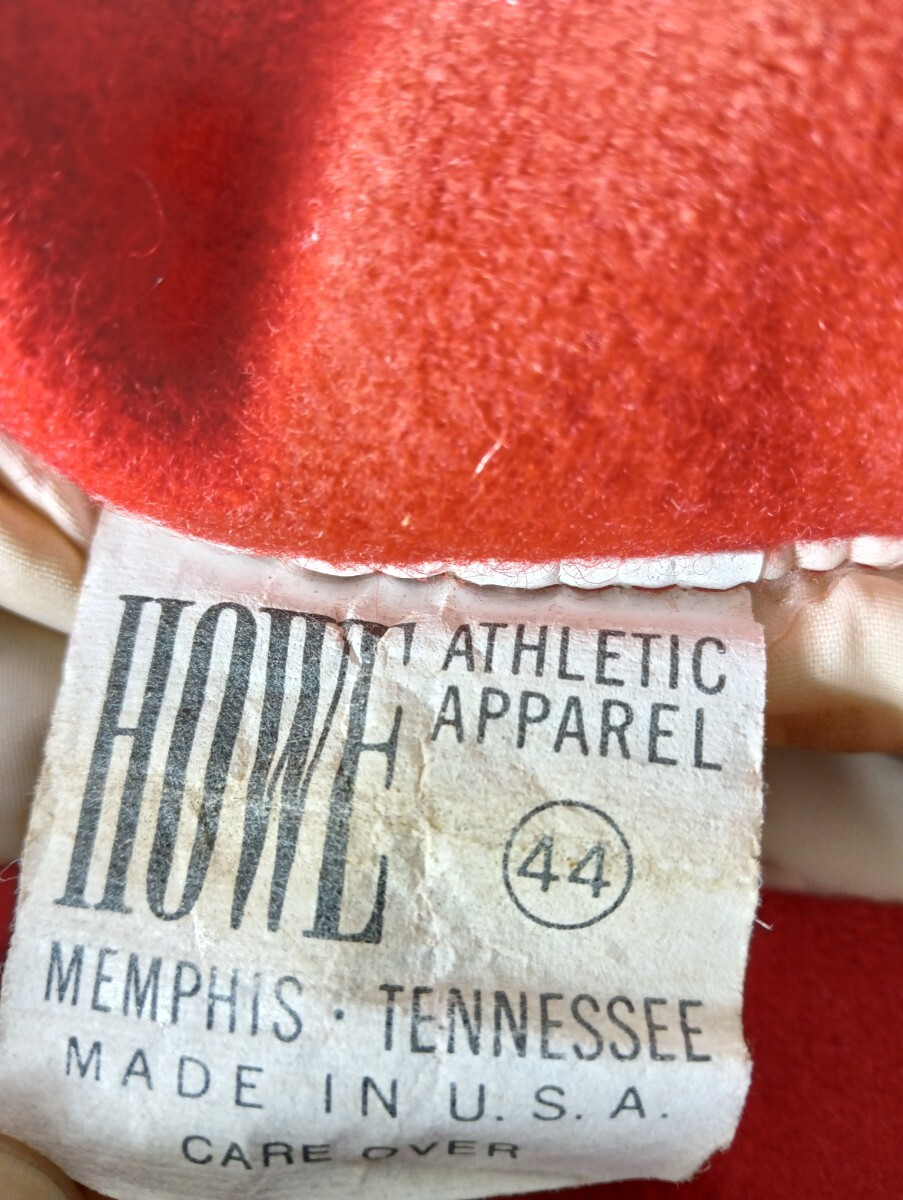 HOWE
ATHLETIC
APPAREL
44
MEMPHIS · TENNESSEE
MADE IN U.S.A.
CARE OVER